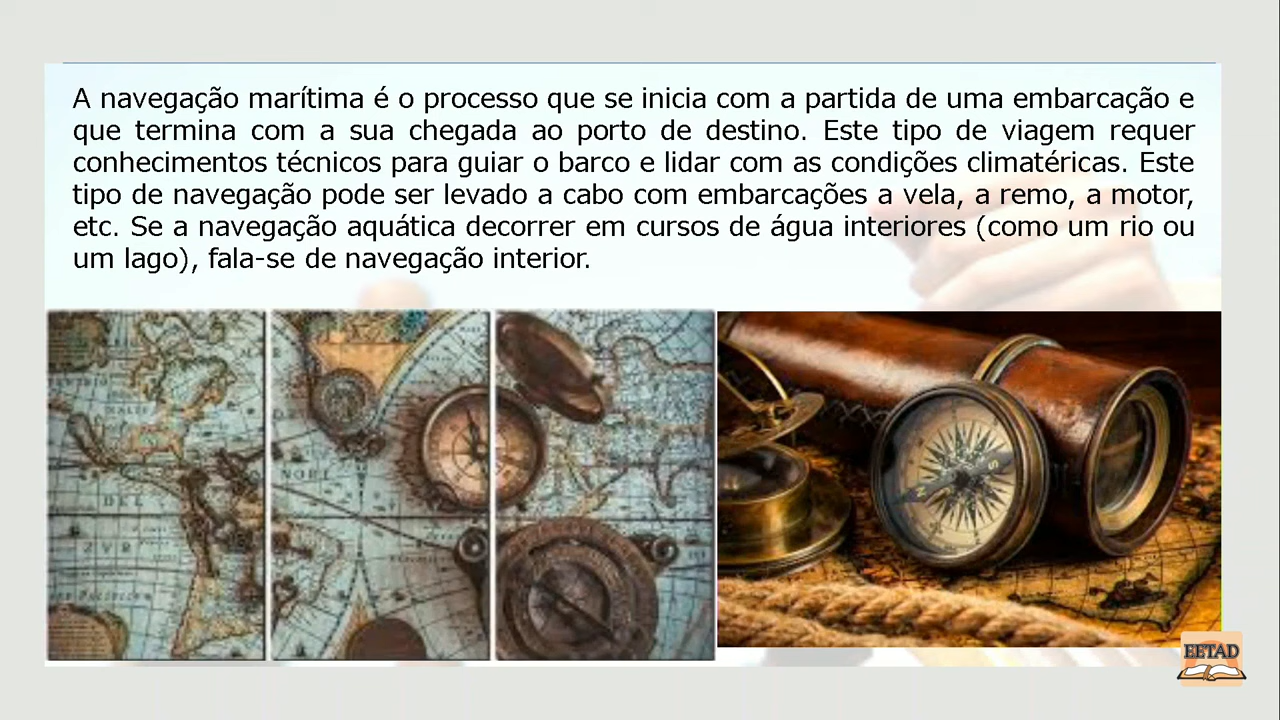 A navegação marítima é o processo que se inicia com a partida de uma embarcação e
que termina com a sua chegada ao porto de destino. Este tipo de viagem requer
conhecimentos técnicos para guiar o barco e lidar com as condições climatéricas. Este
tipo de navegação pode ser levado a cabo com embarcações a vela, a remo, a motor,
etc. Se a navegação aquática decorrer em cursos de água interiores (como um rio ou
um lago), fala-se de navegação interior.
DEL
ZVR
EETAD